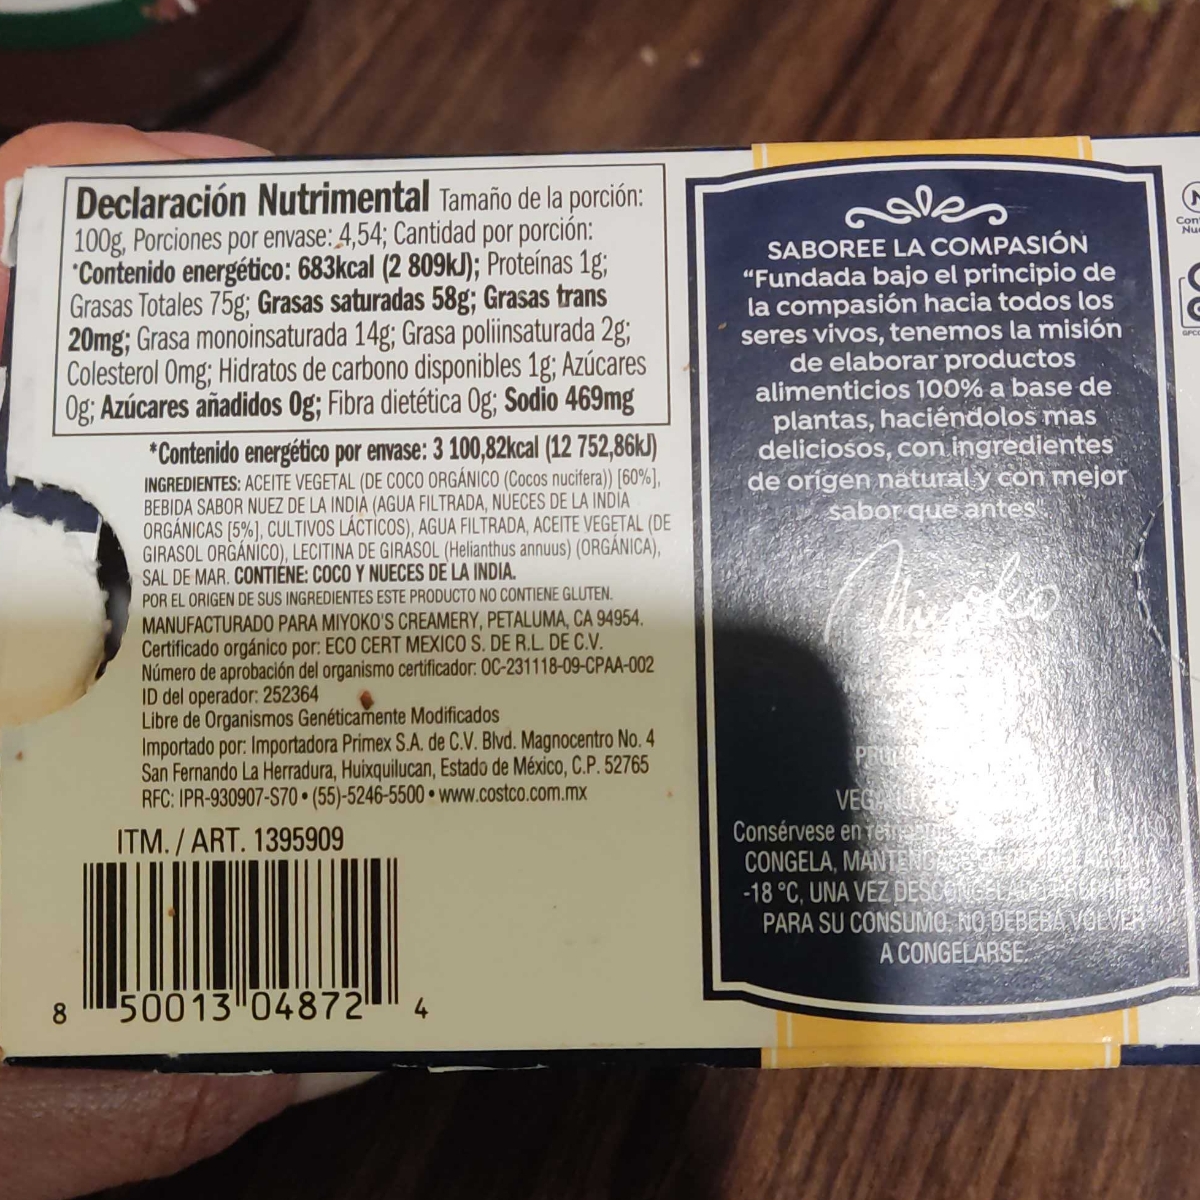 Declaración Nutrimental Tamaño de la porción:
100g, Porciones por envase: 4,54; Cantidad por porción:
*Contenido energético: 683kcal (2 809kJ); Proteínas 1g;
Grasas Totales 75g; Grasas saturadas 58g; Grasas trans
20mg; Grasa monoinsaturada 14g; Grasa poliinsaturada 2g;
Colesterol 0mg; Hidratos de carbono disponibles 1g; Azúcares
0g; Azúcares añadidos 0g; Fibra dietética 0g; Sodio 469mg
*Contenido energético por envase: 3 100,82kcal (12 752,86kJ)
INGREDIENTES: ACEITE VEGETAL (DE COCO ORGÁNICO (Cocos nucifera)) [60%],
BEBIDA SABOR NUEZ DE LA INDIA (AGUA FILTRADA, NUECES DE LA INDIA
ORGÁNICAS [5%], CULTIVOS LÁCTICOS), AGUA FILTRADA, ACEITE VEGETAL (DE
GIRASOL ORGÁNICO), LECITINA DE GIRASOL (Helianthus annuus) (ORGÁNICA),
SAL DE MAR. CONTIENE: COCO Y NUECES DE LA INDIA.
POR EL ORIGEN DE SUS INGREDIENTES ESTE PRODUCTO NO CONTIENE GLUTEN.
MANUFACTURADO PARA MIYOKO'S CREAMERY, PETALUMA, CA 94954.
Certificado orgánico por: ECO CERT MEXICO S. DE R.L. DE C.V.
Número de aprobación del organismo certificador: OC-231118-09-CPAA-002
ID del operador: 252364
Libre de Organismos Genéticamente Modificados
Importado por: Importadora Primex S.A. de C.V. Blvd. Magnocentro No. 4
San Fernando La Herradura, Huixquilucan, Estado de México, C.P. 52765
RFC: IPR-930907-S70 • (55)-5246-5500 • www.costco.com.mx
ITM. / ART. 1395909
8 50013 04872 4
SABOREE LA COMPASIÓN
"Fundada bajo el principio de
la compasión hacia todos los
seres vivos, tenemos la misión
de elaborar productos
alimenticios 100% a base de
plantas, haciéndolos mas
deliciosos, con ingredientes
de origen natural y con mejor
sabor que antes"
Miyoko
Consérvese en
CONGELA,
-18 °C, UNA VEZ
PARA SU CONSUMO, NO DEBERÁ VOLVER
A CONGELARSE.